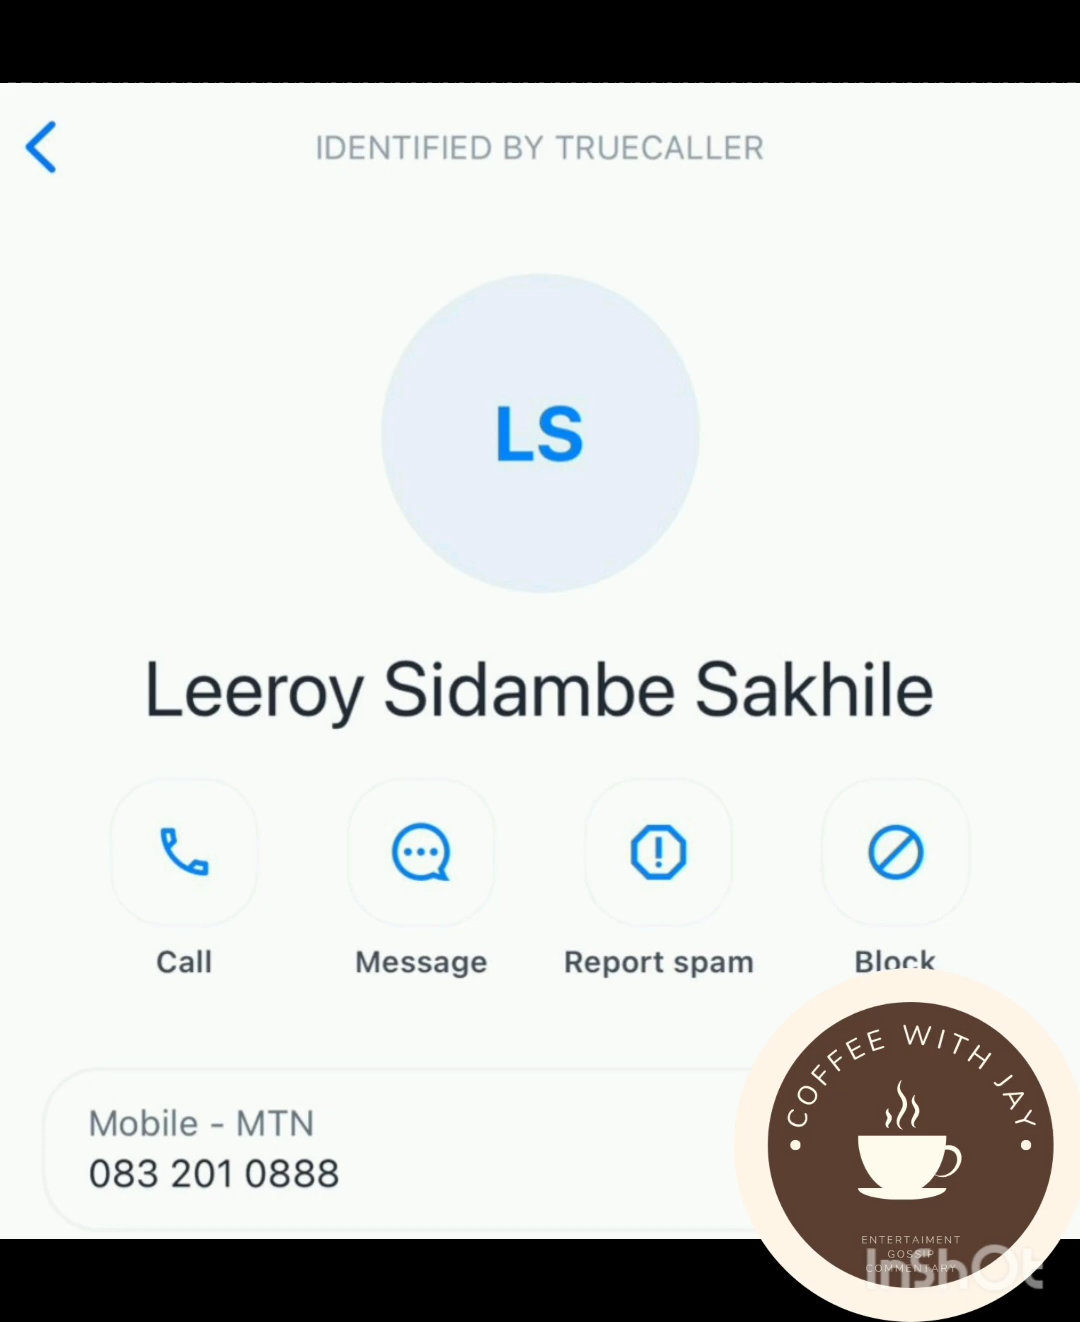 IDENTIFIED BY TRUECALLER
LS
Leeroy Sidambe Sakhile
Call
Message
Report spam
Block
Mobile - MTN
083 201 0888
COFFEE WITH JAY
ENTERTAIMENT
GOSSIP
COMMENTARY
InShOt